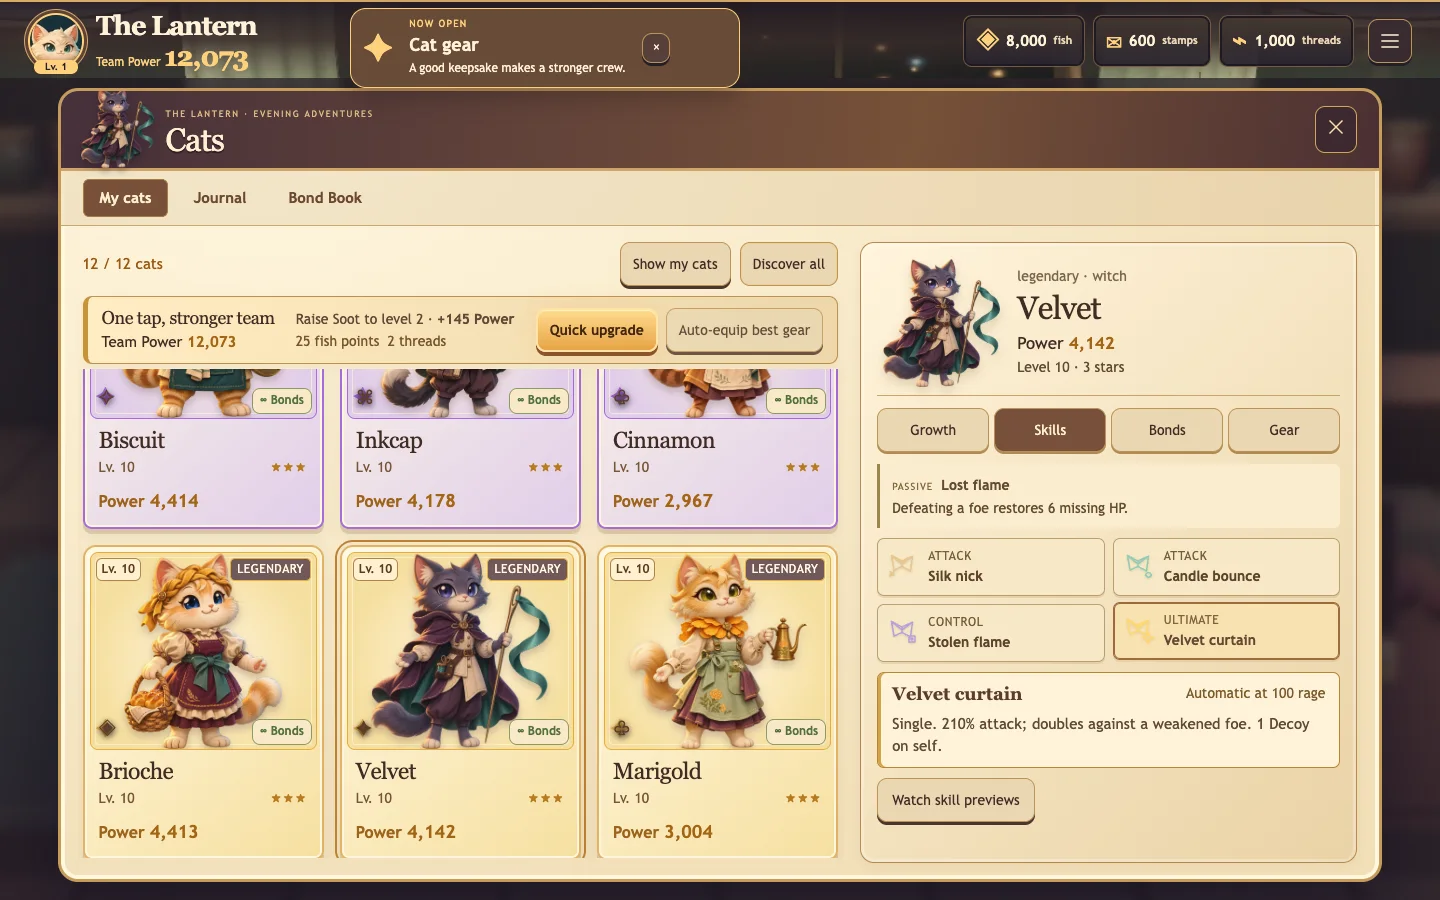 The Lantern
Team Power 12,073
Lv. 1
NOW OPEN
Cat gear
A good keepsake makes a stronger crew.
×
8,000 fish
600 stamps
1,000 threads
THE LANTERN · EVENING ADVENTURES
Cats
My cats
Journal
Bond Book
12 / 12 cats
Show my cats
Discover all
One tap, stronger team
Team Power 12,073
Raise Soot to level 2 · +145 Power
25 fish points 2 threads
Quick upgrade
Auto-equip best gear
∞ Bonds
Biscuit
Lv. 10
★★★
Power 4,414
∞ Bonds
Inkcap
Lv. 10
★★★
Power 4,178
∞ Bonds
Cinnamon
Lv. 10
★★★
Power 2,967
Lv. 10
LEGENDARY
∞ Bonds
Brioche
Lv. 10
★★★
Power 4,413
Lv. 10
LEGENDARY
∞ Bonds
Velvet
Lv. 10
★★★
Power 4,142
Lv. 10
LEGENDARY
∞ Bonds
Marigold
Lv. 10
★★★
Power 3,004
legendary · witch
Velvet
Power 4,142
Level 10 · 3 stars
Growth
Skills
Bonds
Gear
PASSIVE Lost flame
Defeating a foe restores 6 missing HP.
ATTACK
Silk nick
ATTACK
Candle bounce
CONTROL
Stolen flame
ULTIMATE
Velvet curtain
Velvet curtain
Automatic at 100 rage
Single. 210% attack; doubles against a weakened foe. 1 Decoy
on self.
Watch skill previews